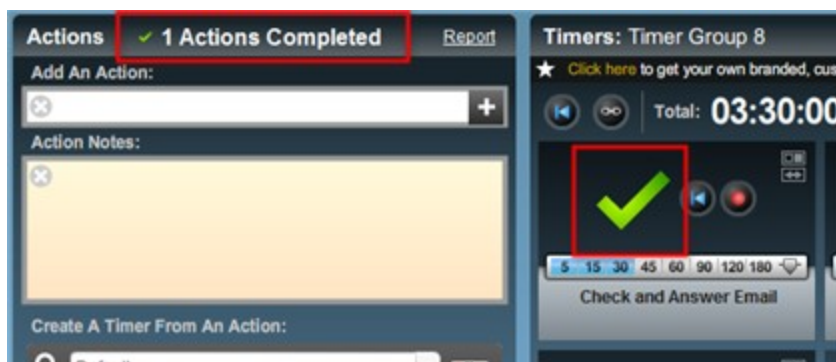 Actions ✓ 1 Actions Completed Report
Add An Action:
Action Notes:
Create A Timer From An Action:
Timers: Timer Group 8
★ Click here to get your own branded, cus
Total: 03:30:00
5 15 30 45 60 90 120 180
Check and Answer Email